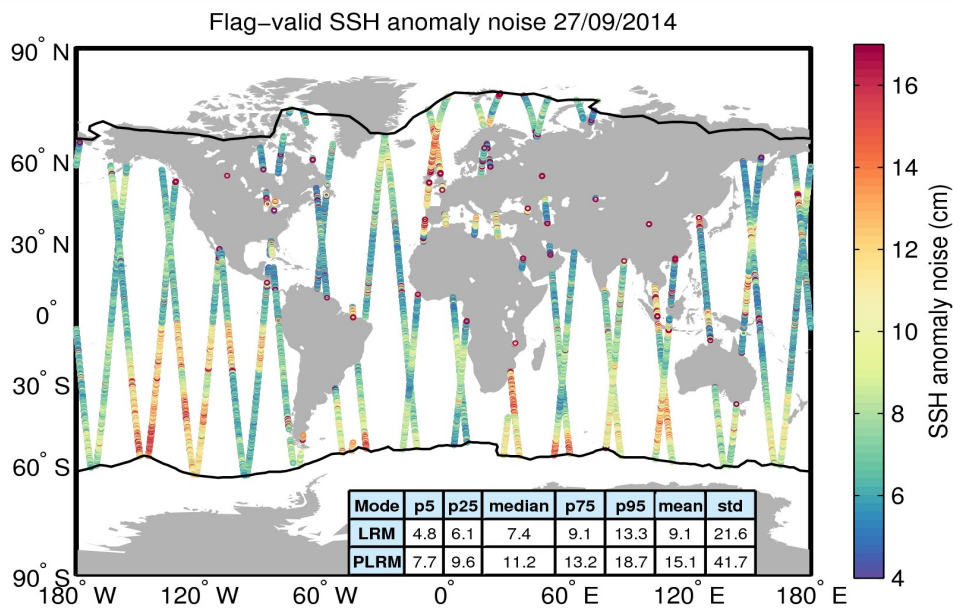 Flag−valid SSH anomaly noise 27/09/2014
90° N
60° N
30° N
0°
30° S
60° S
90° S
180° W
120° W
60° W
0°
60° E
120° E
180° E
16
14
12
10
8
6
4
SSH anomaly noise (cm)
Mode p5 p25 median p75 p95 mean std
LRM 4.8 6.1 7.4 9.1 13.3 9.1 21.6
PLRM 7.7 9.6 11.2 13.2 18.7 15.1 41.7